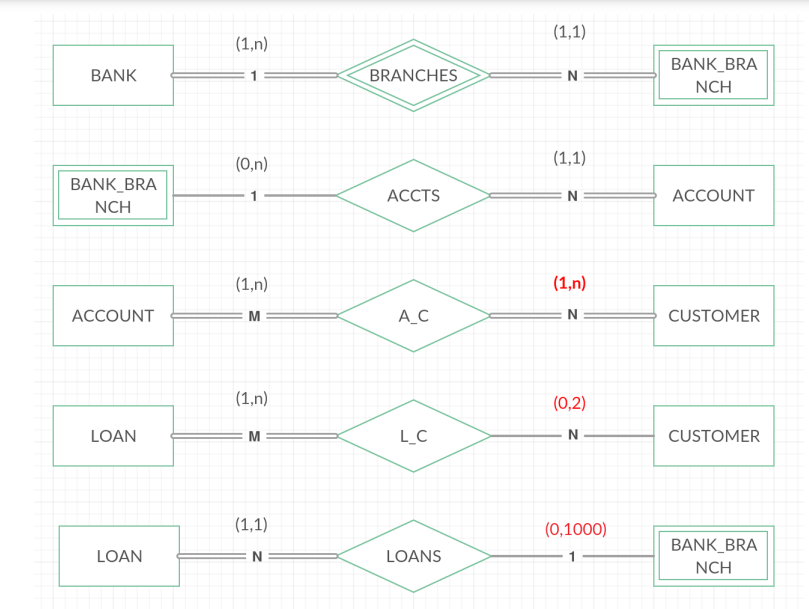 (1,n)
(1,1)
BANK
1
BRANCHES
N
BANK_BRA
NCH
(0,n)
(1,1)
BANK_BRA
NCH
1
ACCTS
N
ACCOUNT
(1,n)
(1,n)
ACCOUNT
M
A_C
N
CUSTOMER
(1,n)
(0,2)
LOAN
M
L_C
N
CUSTOMER
(1,1)
(0,1000)
LOAN
N
LOANS
1
BANK_BRA
NCH